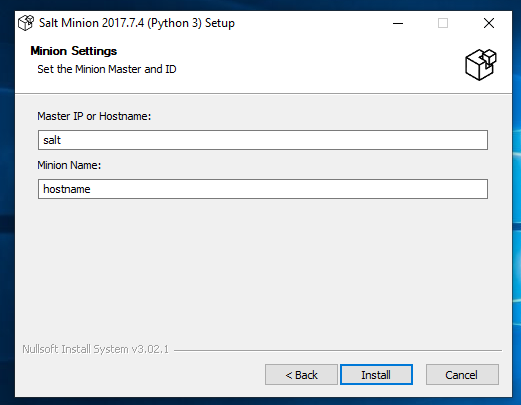 Salt Minion 2017.7.4 (Python 3) Setup
Minion Settings
Set the Minion Master and ID
Master IP or Hostname:
salt
Minion Name:
hostname
Nullsoft Install System v3.02.1
< Back Install Cancel